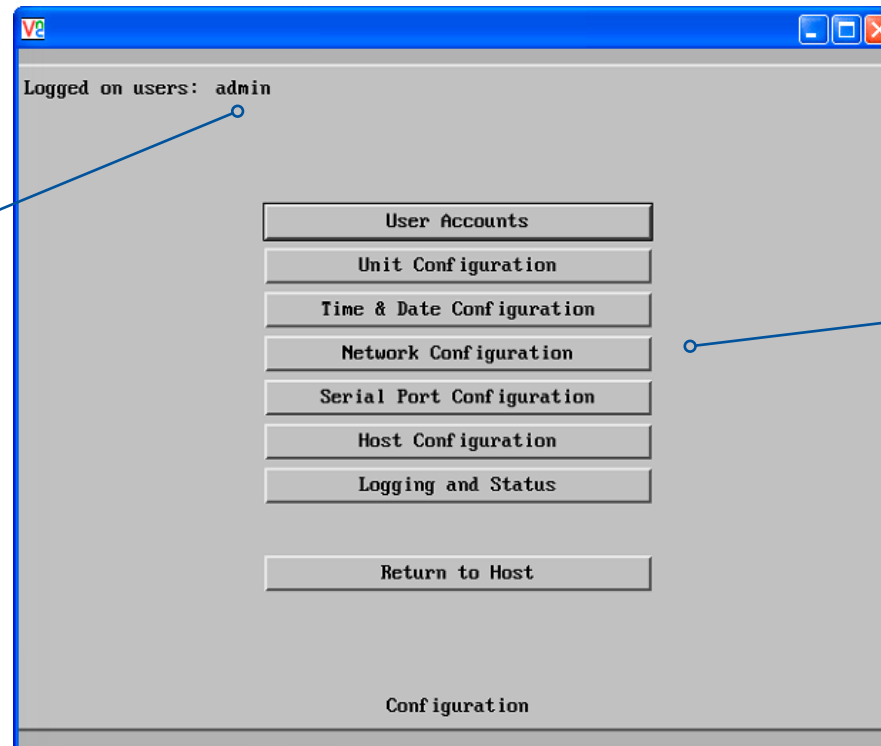 Logged on users: admin
User Accounts
Unit Configuration
Time & Date Configuration
Network Configuration
Serial Port Configuration
Host Configuration
Logging and Status
Return to Host
Configuration